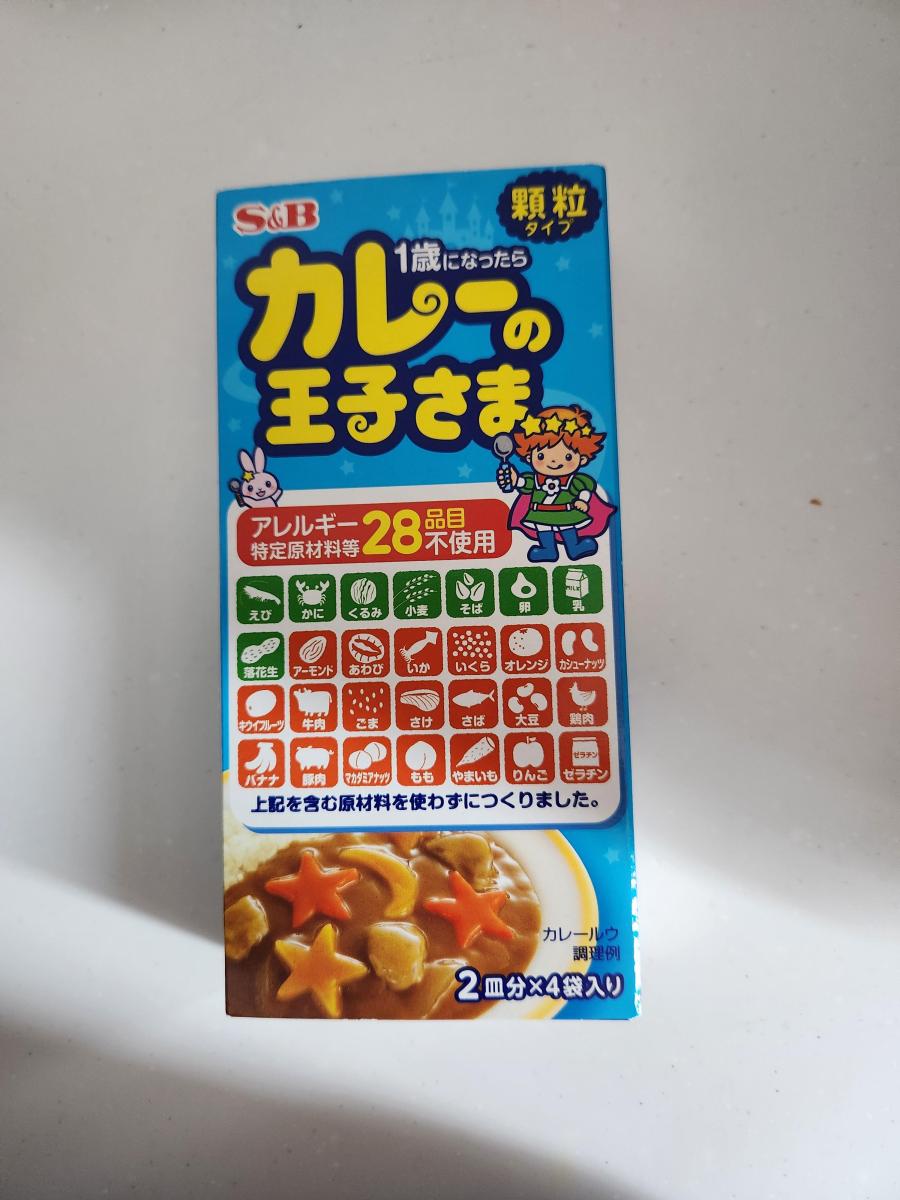 S&B
顆粒
タイプ
1歳になったら
カレーの
王子さま
アレルギー
特定原材料等
28品目
不使用
えび かに くるみ 小麦 そば 卵 MILK 乳
落花生 アーモンド あわび いか いくら オレンジ カシューナッツ
キウイフルーツ 牛肉 ごま さけ さば 大豆 鶏肉
バナナ 豚肉 マカダミアナッツ もも やまいも りんご ゼラチン ゼラチン
上記を含む原材料を使わずにつくりました。
カレールウ
調理例
2皿分×4袋入り